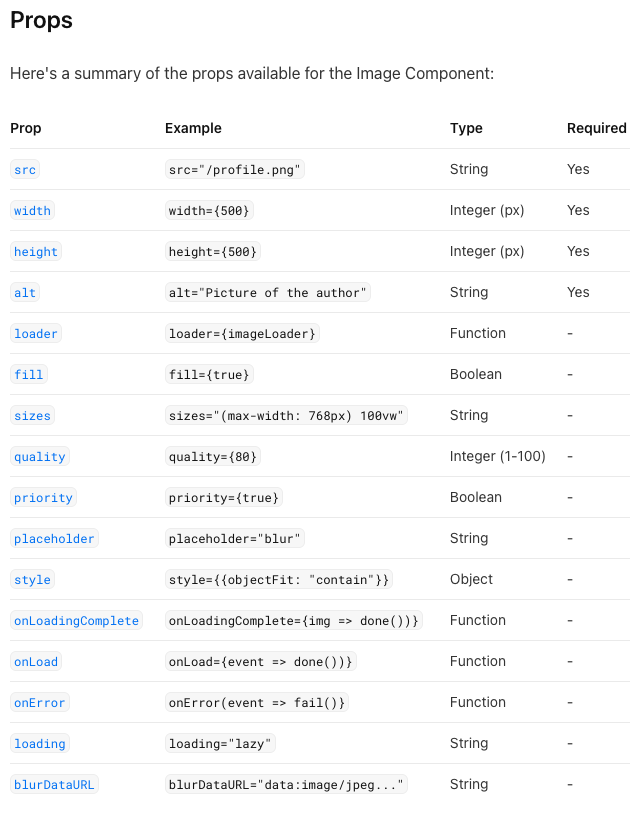 Props
Here's a summary of the props available for the Image Component:
Prop Example Type Required
src src="/profile.png" String Yes
width width={500} Integer (px) Yes
height height={500} Integer (px) Yes
alt alt="Picture of the author" String Yes
loader loader={imageLoader} Function -
fill fill={true} Boolean -
sizes sizes="(max-width: 768px) 100vw" String -
quality quality={80} Integer (1-100) -
priority priority={true} Boolean -
placeholder placeholder="blur" String -
style style={{objectFit: "contain"}} Object -
onLoadingComplete onLoadingComplete={img => done())} Function -
onLoad onLoad={event => done())} Function -
onError onError(event => fail()} Function -
loading loading="lazy" String -
blurDataURL blurDataURL="data:image/jpeg..." String -